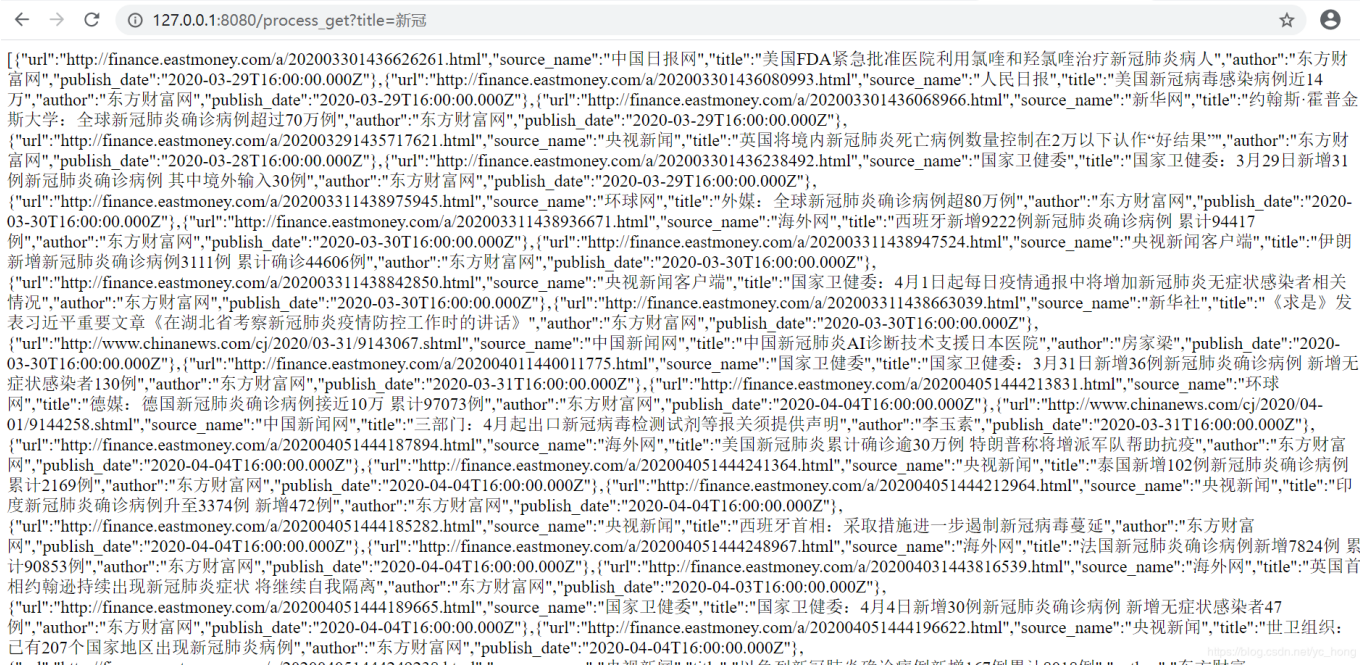 127.0.0.1:8080/process_get?title=新冠
[{"url":"http://finance.eastmoney.com/a/202003301436626261.html","source_name":"中国日报网","title":"美国FDA紧急批准医院利用氯喹和羟氯喹治疗新冠肺炎病人","author":"东方财
富网","publish_date":"2020-03-29T16:00:00.000Z"},{"url":"http://finance.eastmoney.com/a/202003301436080993.html","source_name":"人民日报","title":"美国新冠病毒感染病例近14
万","author":"东方财富网","publish_date":"2020-03-29T16:00:00.000Z"},{"url":"http://finance.eastmoney.com/a/202003301436068966.html","source_name":"新华网","title":"约翰斯·霍普金
斯大学：全球新冠肺炎确诊病例超过70万例","author":"东方财富网","publish_date":"2020-03-29T16:00:00.000Z"},
{"url":"http://finance.eastmoney.com/a/202003291435717621.html","source_name":"央视新闻","title":"英国将境内新冠肺炎死亡病例数量控制在2万以下认作“好结果”","author":"东方财
富网","publish_date":"2020-03-28T16:00:00.000Z"},{"url":"http://finance.eastmoney.com/a/202003301436238492.html","source_name":"国家卫健委","title":"国家卫健委：3月29日新增31
例新冠肺炎确诊病例 其中境外输入30例","author":"东方财富网","publish_date":"2020-03-29T16:00:00.000Z"},
{"url":"http://finance.eastmoney.com/a/202003311438975945.html","source_name":"环球网","title":"外媒：全球新冠肺炎确诊病例超80万例","author":"东方财富网","publish_date":"2020-
03-30T16:00:00.000Z"},{"url":"http://finance.eastmoney.com/a/202003311438936671.html","source_name":"海外网","title":"西班牙新增9222例新冠肺炎确诊病例 累计94417
例","author":"东方财富网","publish_date":"2020-03-30T16:00:00.000Z"},{"url":"http://finance.eastmoney.com/a/202003311438947524.html","source_name":"央视新闻客户端","title":"伊朗
新增新冠肺炎确诊病例3111例 累计确诊44606例","author":"东方财富网","publish_date":"2020-03-30T16:00:00.000Z"},
{"url":"http://finance.eastmoney.com/a/202003311438842850.html","source_name":"央视新闻客户端","title":"国家卫健委：4月1日起每日疫情通报中将增加新冠肺炎无症状感染者相关
情况","author":"东方财富网","publish_date":"2020-03-30T16:00:00.000Z"},{"url":"http://finance.eastmoney.com/a/202003311438663039.html","source_name":"新华社","title":"《求是》发
表习近平重要文章《在湖北省考察新冠肺炎疫情防控工作时的讲话》","author":"东方财富网","publish_date":"2020-03-30T16:00:00.000Z"},
{"url":"http://www.chinanews.com/cj/2020/03-31/9143067.shtml","source_name":"中国新闻网","title":"中国新冠肺炎AI诊断技术支援日本医院","author":"房家梁","publish_date":"2020-
03-30T16:00:00.000Z"},{"url":"http://finance.eastmoney.com/a/202004011440011775.html","source_name":"国家卫健委","title":"国家卫健委：3月31日新增36例新冠肺炎确诊病例 新增无
症状感染者130例","author":"东方财富网","publish_date":"2020-03-31T16:00:00.000Z"},{"url":"http://finance.eastmoney.com/a/202004051444213831.html","source_name":"环球
网","title":"德媒：德国新冠肺炎确诊病例接近10万 累计97073例","author":"东方财富网","publish_date":"2020-04-04T16:00:00.000Z"},{"url":"http://www.chinanews.com/cj/2020/04-
01/9144258.shtml","source_name":"中国新闻网","title":"三部门：4月起出口新冠病毒检测试剂等报关须提供声明","author":"李玉素","publish_date":"2020-03-31T16:00:00.000Z"},
{"url":"http://finance.eastmoney.com/a/202004051444187894.html","source_name":"海外网","title":"美国新冠肺炎累计确诊逾30万例 特朗普称将增派军队帮助抗疫","author":"东方财富
网","publish_date":"2020-04-04T16:00:00.000Z"},{"url":"http://finance.eastmoney.com/a/202004051444241364.html","source_name":"央视新闻","title":"泰国新增102例新冠肺炎确诊病例
累计2169例","author":"东方财富网","publish_date":"2020-04-04T16:00:00.000Z"},{"url":"http://finance.eastmoney.com/a/202004051444212964.html","source_name":"央视新闻","title":"印
度新冠肺炎确诊病例升至3374例 新增472例","author":"东方财富网","publish_date":"2020-04-04T16:00:00.000Z"},
{"url":"http://finance.eastmoney.com/a/202004051444185282.html","source_name":"央视新闻","title":"西班牙首相：采取措施进一步遏制新冠病毒蔓延","author":"东方财富
网","publish_date":"2020-04-04T16:00:00.000Z"},{"url":"http://finance.eastmoney.com/a/202004051444248967.html","source_name":"海外网","title":"法国新冠肺炎确诊病例新增7824例 累
计90853例","author":"东方财富网","publish_date":"2020-04-04T16:00:00.000Z"},{"url":"http://finance.eastmoney.com/a/202004031443816539.html","source_name":"海外网","title":"英国首
相约翰逊持续出现新冠肺炎症状 将继续自我隔离","author":"东方财富网","publish_date":"2020-04-03T16:00:00.000Z"},
{"url":"http://finance.eastmoney.com/a/202004051444189665.html","source_name":"国家卫健委","title":"国家卫健委：4月4日新增30例新冠肺炎确诊病例 新增无症状感染者47
例","author":"东方财富网","publish_date":"2020-04-04T16:00:00.000Z"},{"url":"http://finance.eastmoney.com/a/202004051444196622.html","source_name":"央视新闻","title":"世卫组织：
已有207个国家地区出现新冠肺炎病例","author":"东方财富网","publish_date":"2020-04-04T16:00:00.000Z"},
https://blog.csdn.net/yc_hong